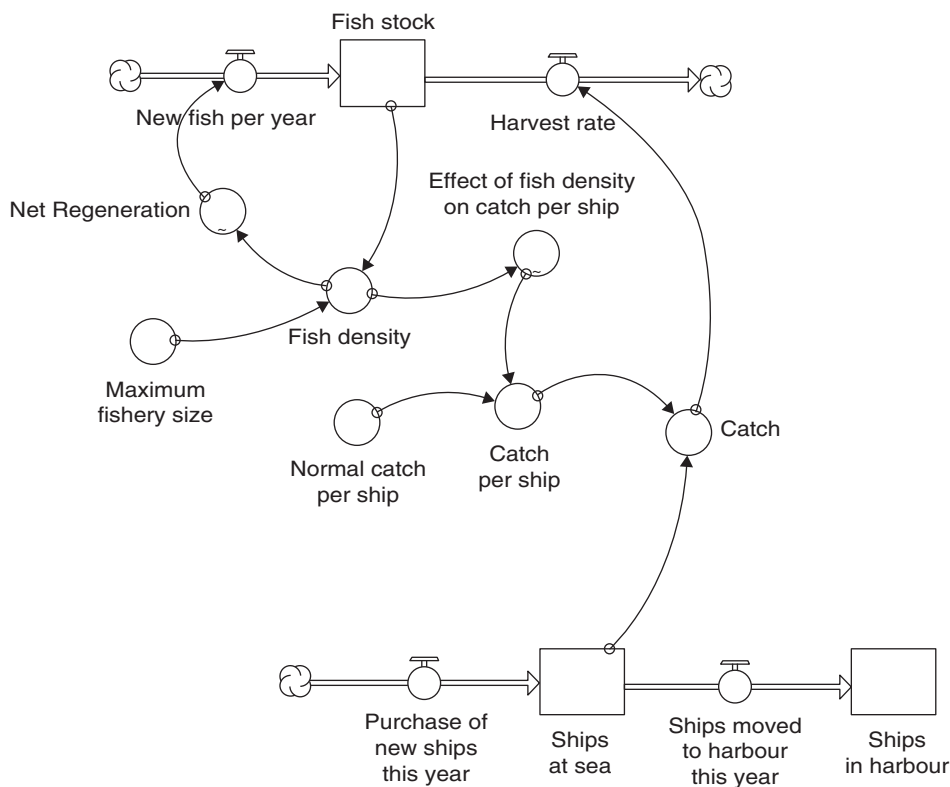 Fish stock
New fish per year
Harvest rate
Effect of fish density
on catch per ship
Net Regeneration
~
~
Fish density
Maximum
fishery size
Normal catch
per ship
Catch
per ship
Catch
Purchase of
new ships
this year
Ships
at sea
Ships moved
to harbour
this year
Ships
in harbour